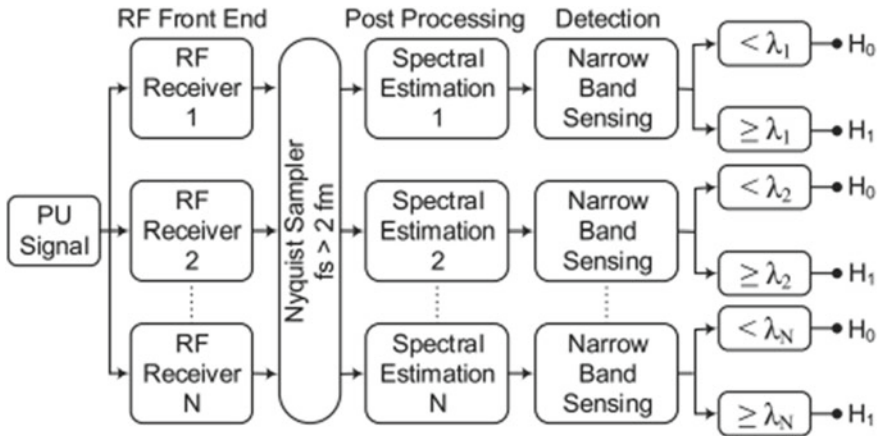 RF Front End
Post Processing
Detection
PU
Signal
RF
Receiver
1
RF
Receiver
2
RF
Receiver
N
Nyquist Sampler
fs > 2 fm
Spectral
Estimation
1
Spectral
Estimation
2
Spectral
Estimation
N
Narrow
Band
Sensing
Narrow
Band
Sensing
Narrow
Band
Sensing
< λ₁
H₀
≥ λ₁
H₁
< λ₂
H₀
≥ λ₂
H₁
< λ_N
H₀
≥ λ_N
H₁